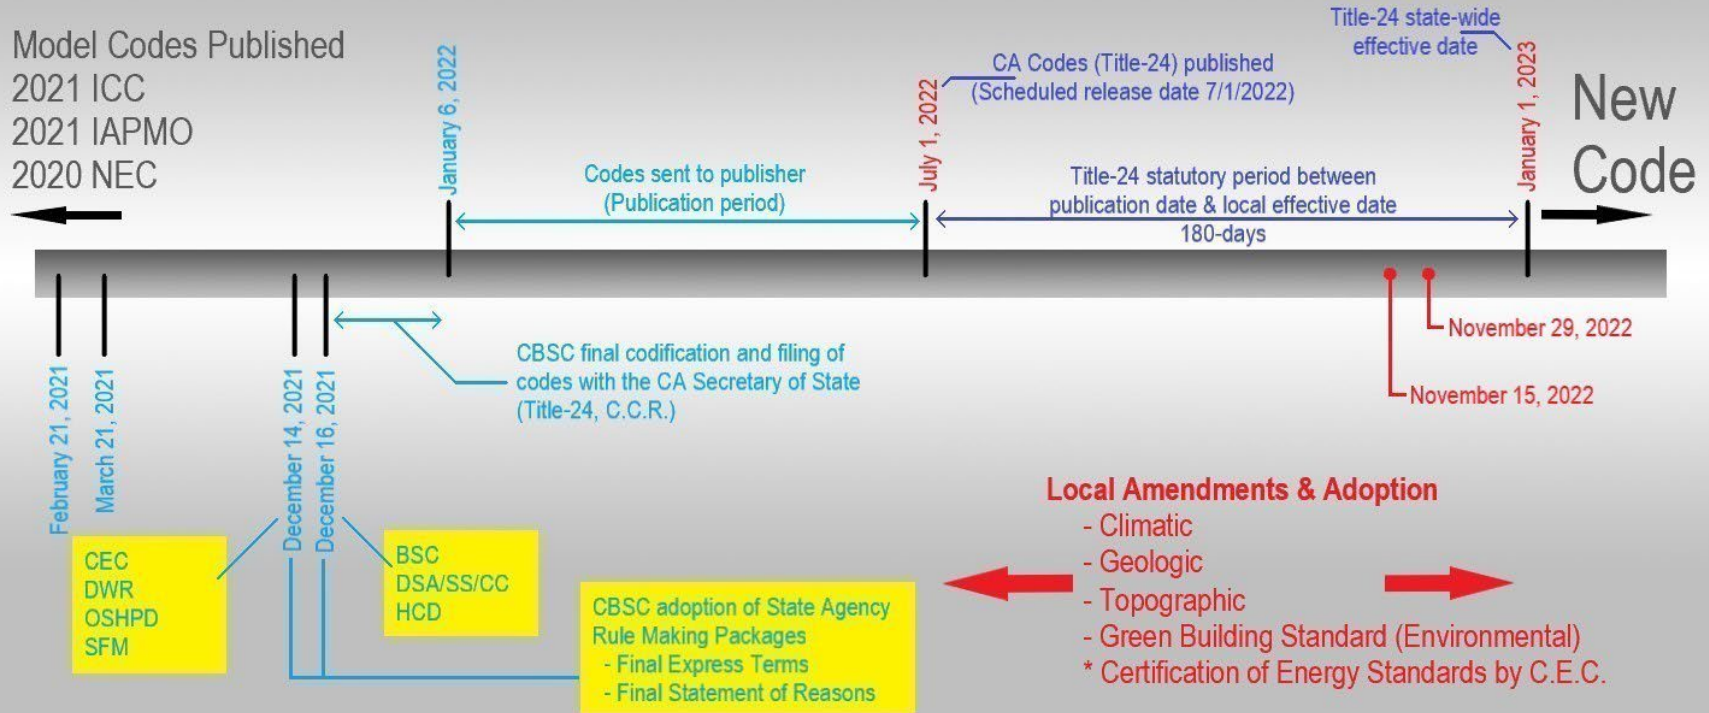 Model Codes Published
2021 ICC
2021 IAPMO
2020 NEC
January 6, 2022
Codes sent to publisher
(Publication period)
July 1, 2022
CA Codes (Title-24) published
(Scheduled release date 7/1/2022)
Title-24 statutory period between
publication date & local effective date
180-days
Title-24 state-wide
effective date
January 1, 2023
New
Code
February 21, 2021
March 21, 2021
December 14, 2021
December 16, 2021
CBSC final codification and filing of
codes with the CA Secretary of State
(Title-24, C.C.R.)
November 29, 2022
November 15, 2022
CEC
DWR
OSHPD
SFM
BSC
DSA/SS/CC
HCD
CBSC adoption of State Agency
Rule Making Packages
- Final Express Terms
- Final Statement of Reasons
Local Amendments & Adoption
- Climatic
- Geologic
- Topographic
- Green Building Standard (Environmental)
* Certification of Energy Standards by C.E.C.